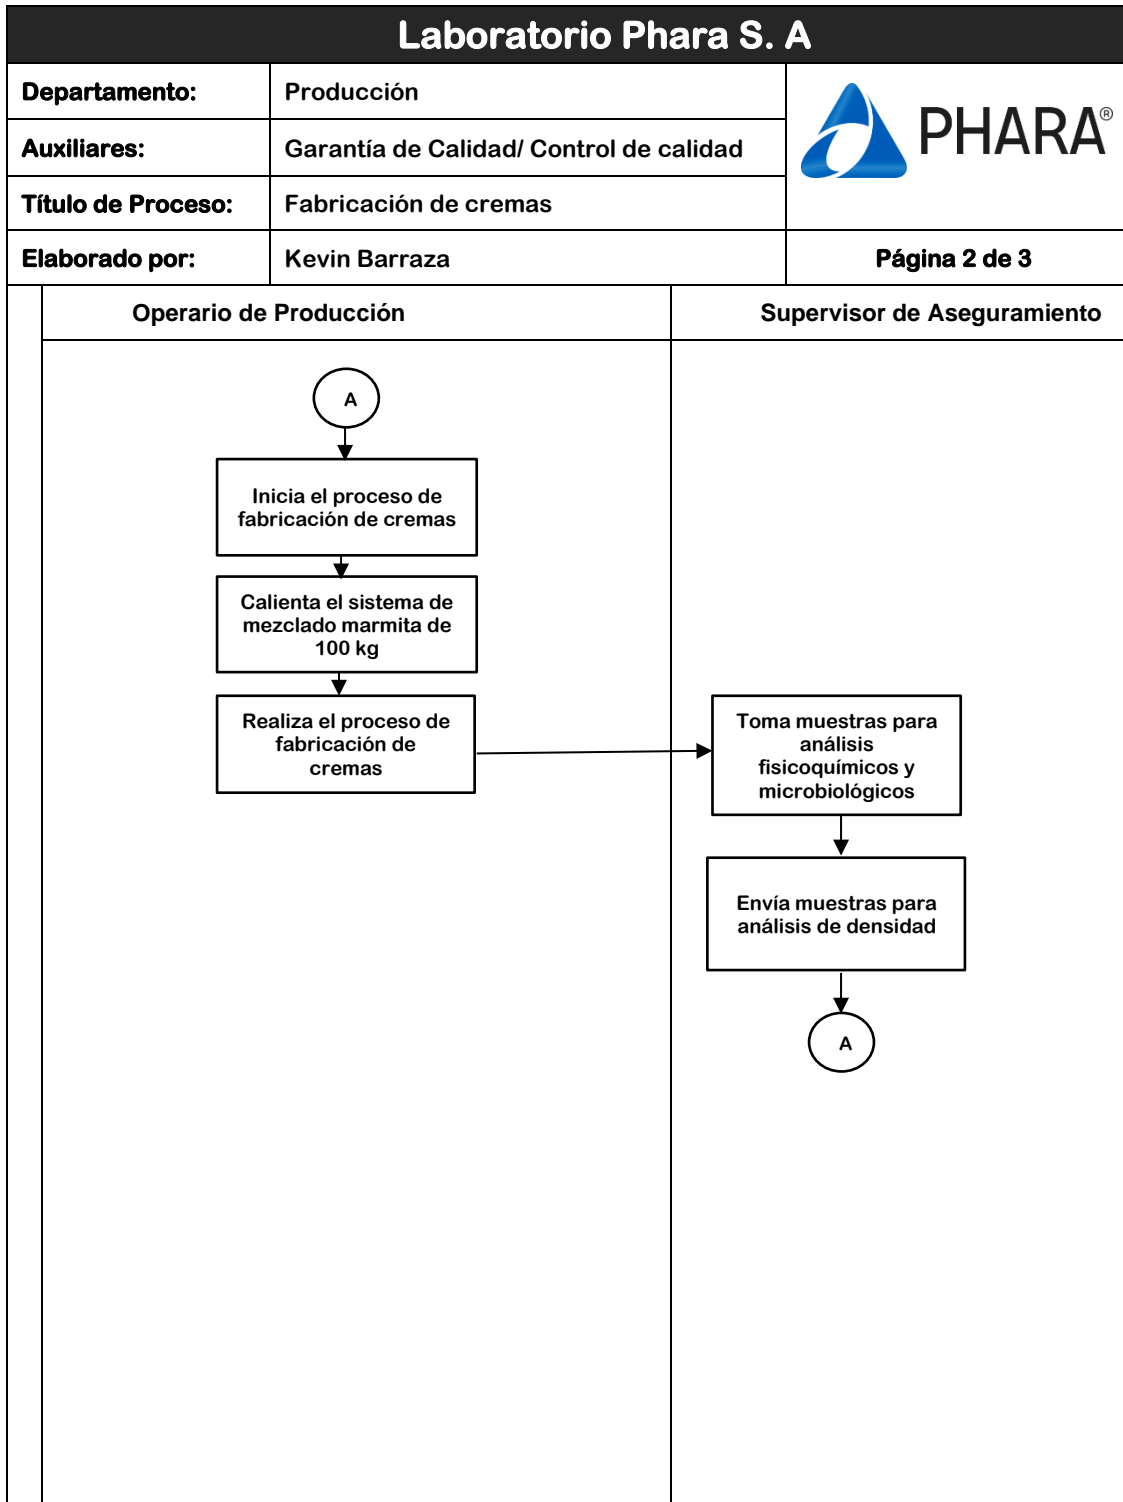 Laboratorio Phara S. A
Departamento:
Producción
Auxiliares:
Garantía de Calidad/ Control de calidad
Título de Proceso:
Fabricación de cremas
Elaborado por:
Kevin Barraza
PHARA®
Página 2 de 3
Operario de Producción
Supervisor de Aseguramiento
A
Inicia el proceso de
fabricación de cremas
Calienta el sistema de
mezclado marmita de
100 kg
Realiza el proceso de
fabricación de
cremas
Toma muestras para
análisis
fisicoquímicos y
microbiológicos
Envía muestras para
análisis de densidad
A